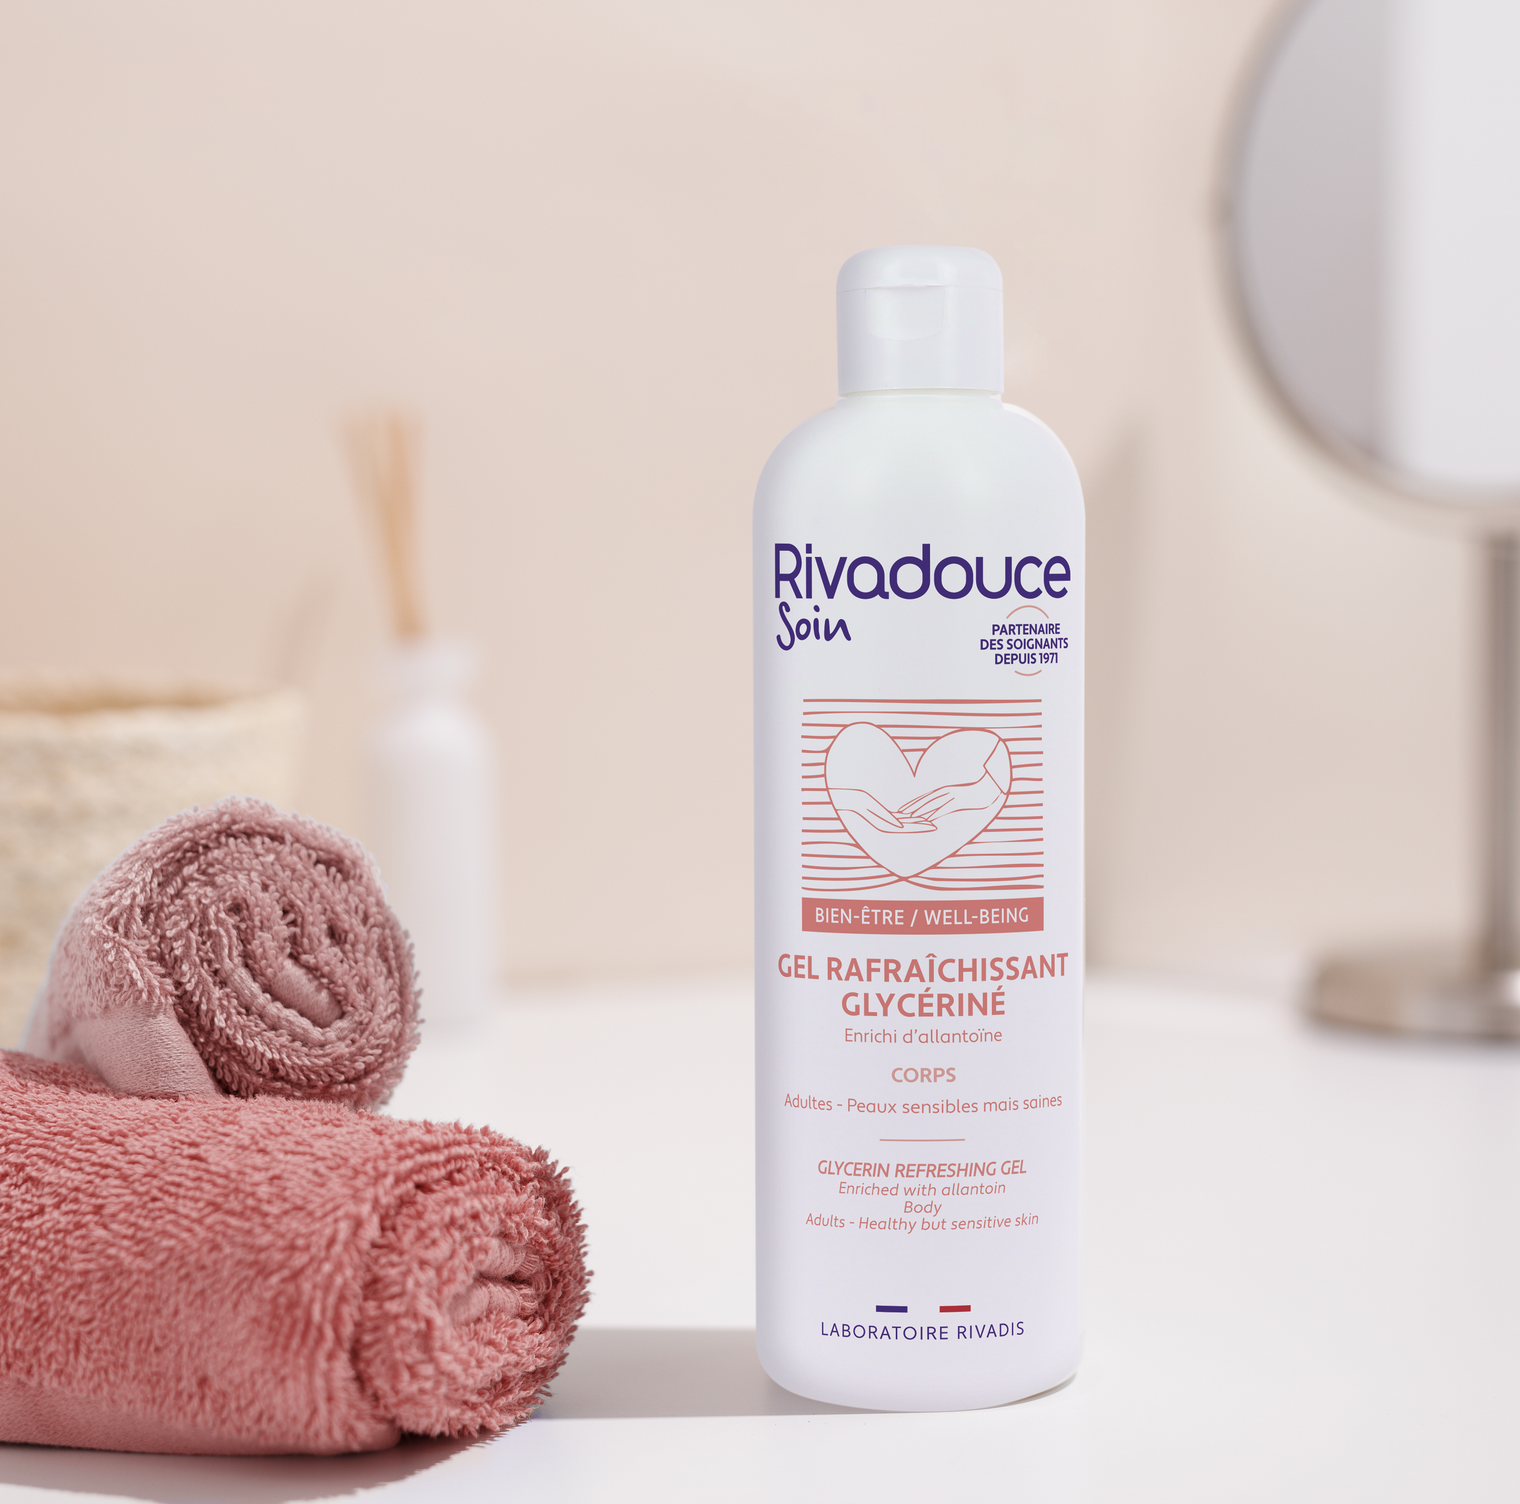 Rivadouce
Soin
PARTENAIRE
DES SOIGNANTS
DEPUIS 1971
BIEN-ÊTRE / WELL-BEING
GEL RAFRAÎCHISSANT
GLYCÉRINÉ
Enrichi d'allantoïne
CORPS
Adultes - Peaux sensibles mais saines
GLYCERIN REFRESHING GEL
Enriched with allantoin
Body
Adults - Healthy but sensitive skin
LABORATOIRE RIVADIS